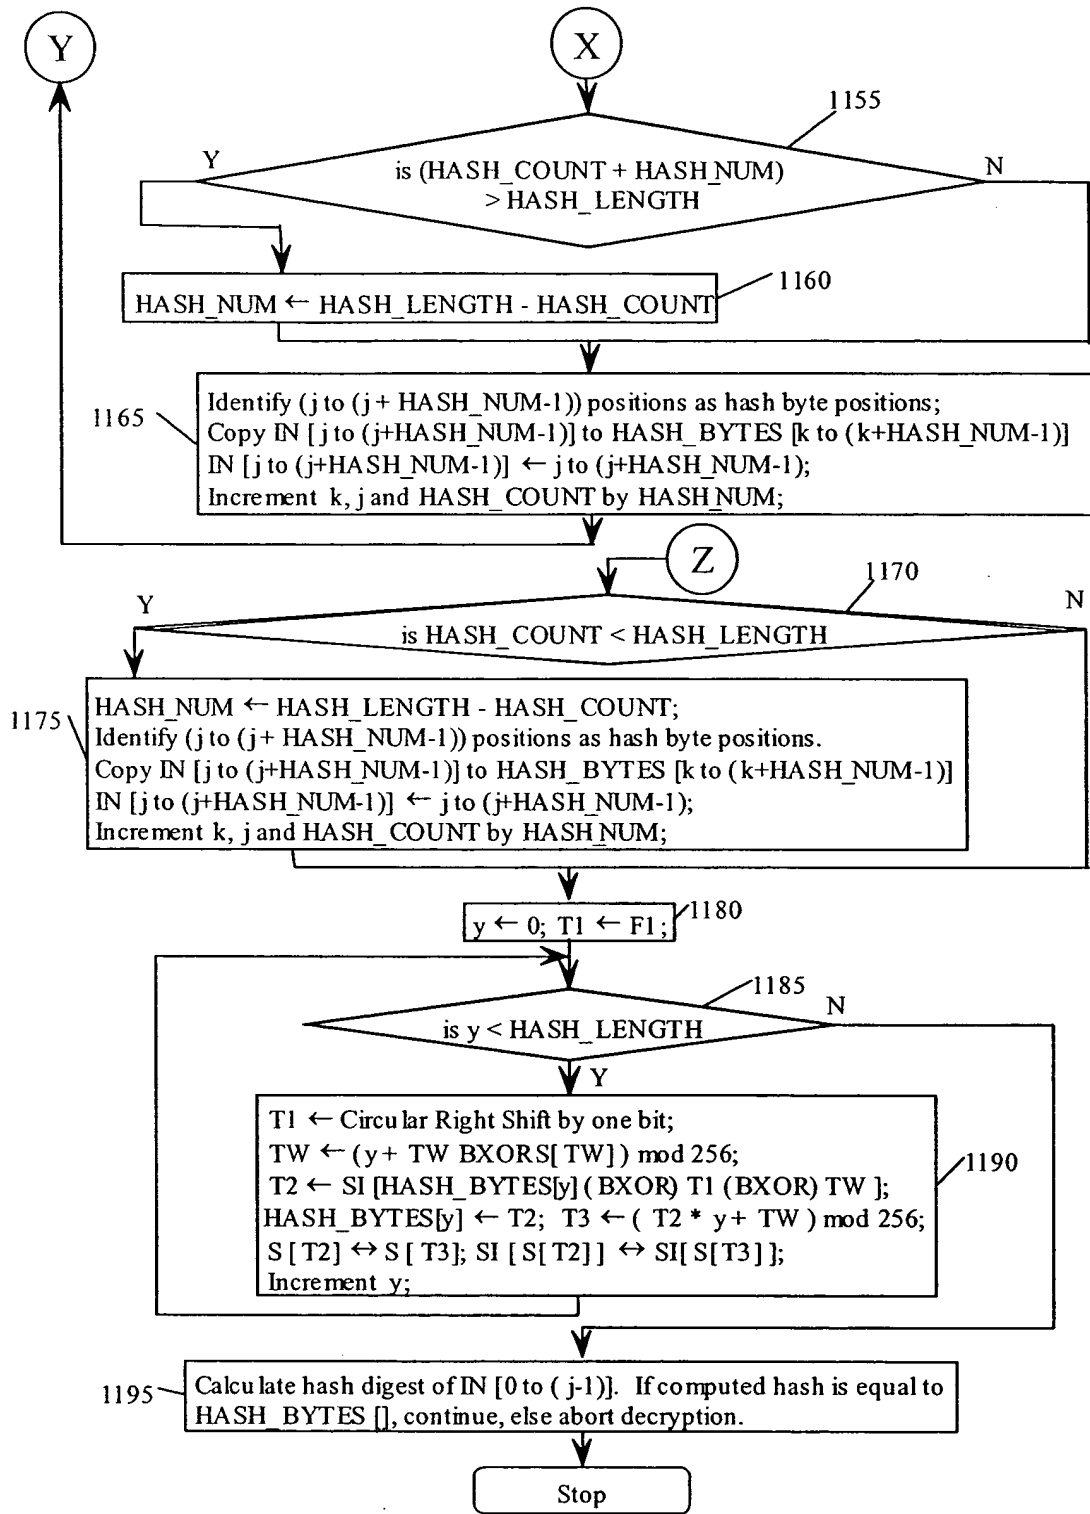 Y
X
1155
Y
N
is (HASH_COUNT + HASH_NUM)
> HASH_LENGTH
1160
HASH_NUM ← HASH_LENGTH - HASH_COUNT
1165
Identify (j to (j + HASH_NUM-1)) positions as hash byte positions;
Copy IN [j to (j+HASH_NUM-1)] to HASH_BYTES [k to (k+HASH_NUM-1)]
IN [j to (j+HASH_NUM-1)] ← j to (j+HASH_NUM-1);
Increment k, j and HASH_COUNT by HASH_NUM;
Z
1170
Y
N
is HASH_COUNT < HASH_LENGTH
1175
HASH_NUM ← HASH_LENGTH - HASH_COUNT;
Identify (j to (j + HASH_NUM-1)) positions as hash byte positions.
Copy IN [j to (j+HASH_NUM-1)] to HASH_BYTES [k to (k+HASH_NUM-1)]
IN [j to (j+HASH_NUM-1)] ← j to (j+HASH_NUM-1);
Increment k, j and HASH_COUNT by HASH_NUM;
1180
y ← 0; T1 ← F1;
1185
N
is y < HASH_LENGTH
Y
1190
T1 ← Circular Right Shift by one bit;
TW ← (y + TW BXORS[TW]) mod 256;
T2 ← SI [HASH_BYTES[y] (BXOR) T1 (BXOR) TW ];
HASH_BYTES[y] ← T2; T3 ← ( T2 * y + TW ) mod 256;
S [ T2] ↔ S [ T3]; SI [ S[ T2] ] ↔ SI[ S[T3] ];
Increment y;
1195
Calculate hash digest of IN [0 to ( j-1)]. If computed hash is equal to
HASH_BYTES [], continue, else abort decryption.
Stop